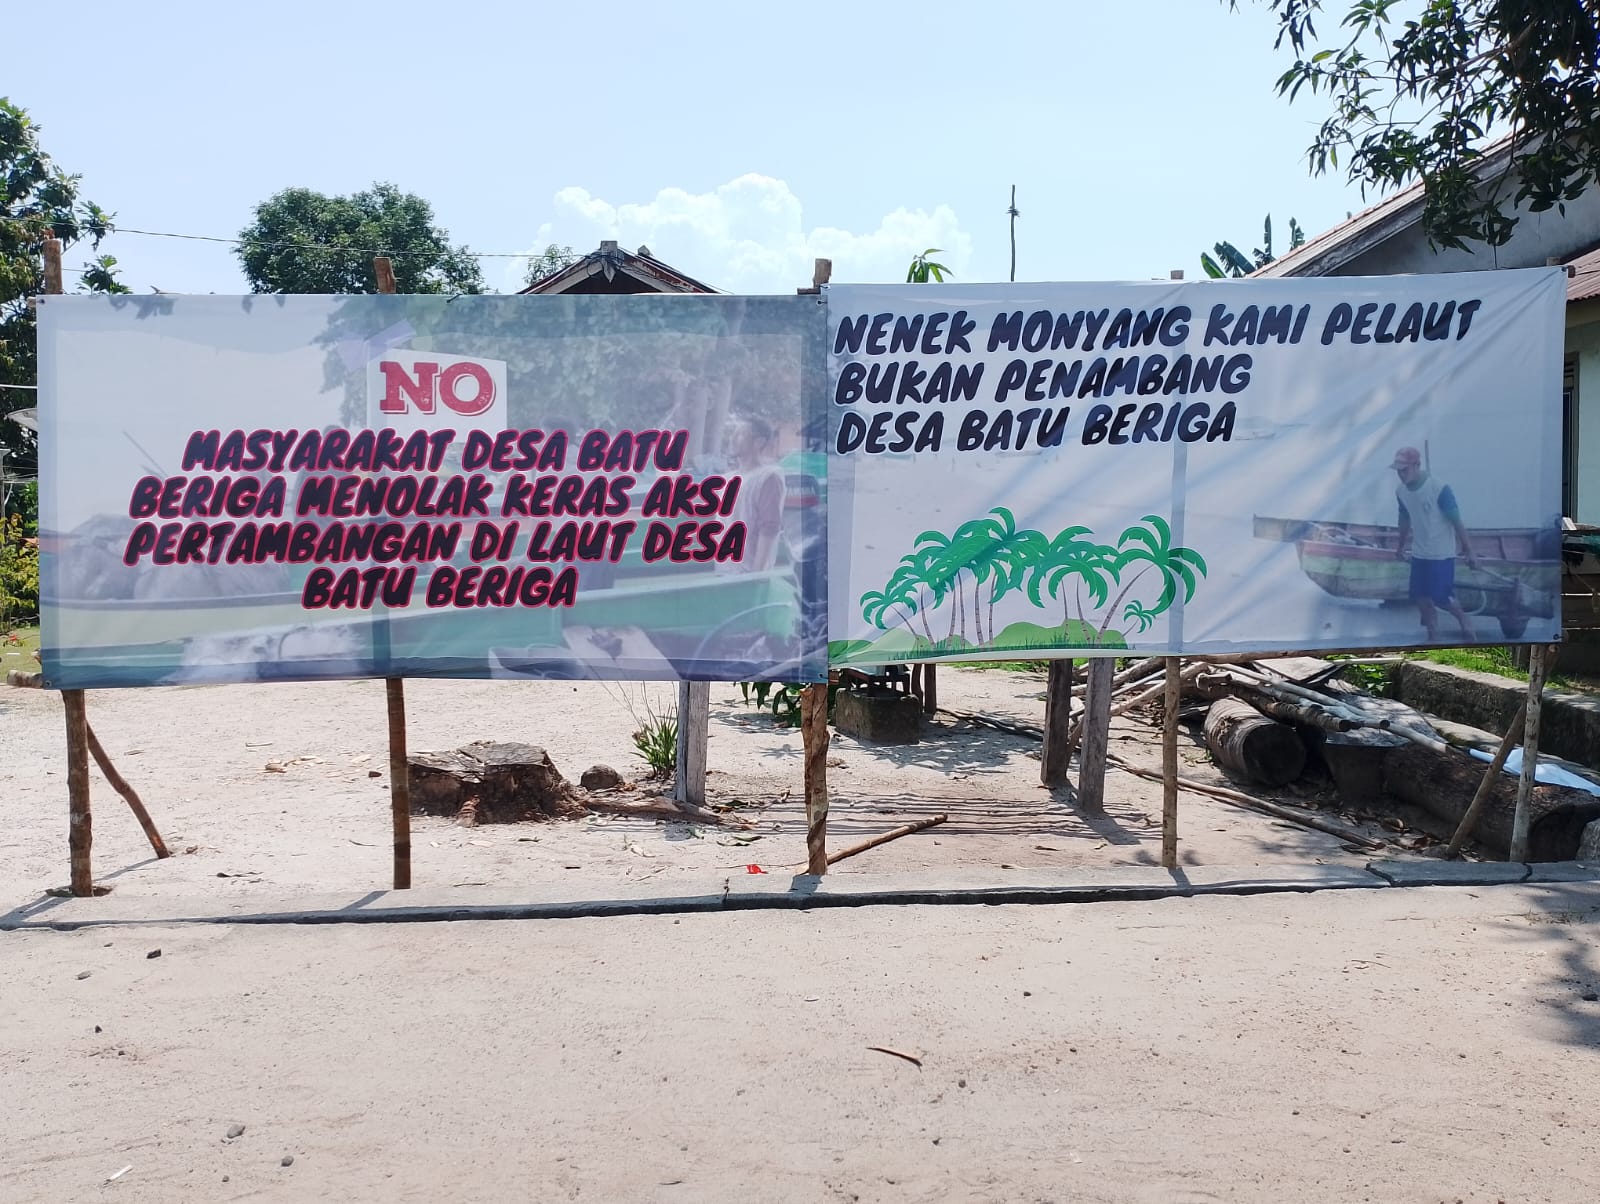 NO
MASYARAKAT DESA BATU
BERIGA MENOLAK KERAS AKSI
PERTAMBANGAN DI LAUT DESA
BATU BERIGA
NENEK MONYANG KAMI PELAUT
BUKAN PENAMBANG
DESA BATU BERIGA